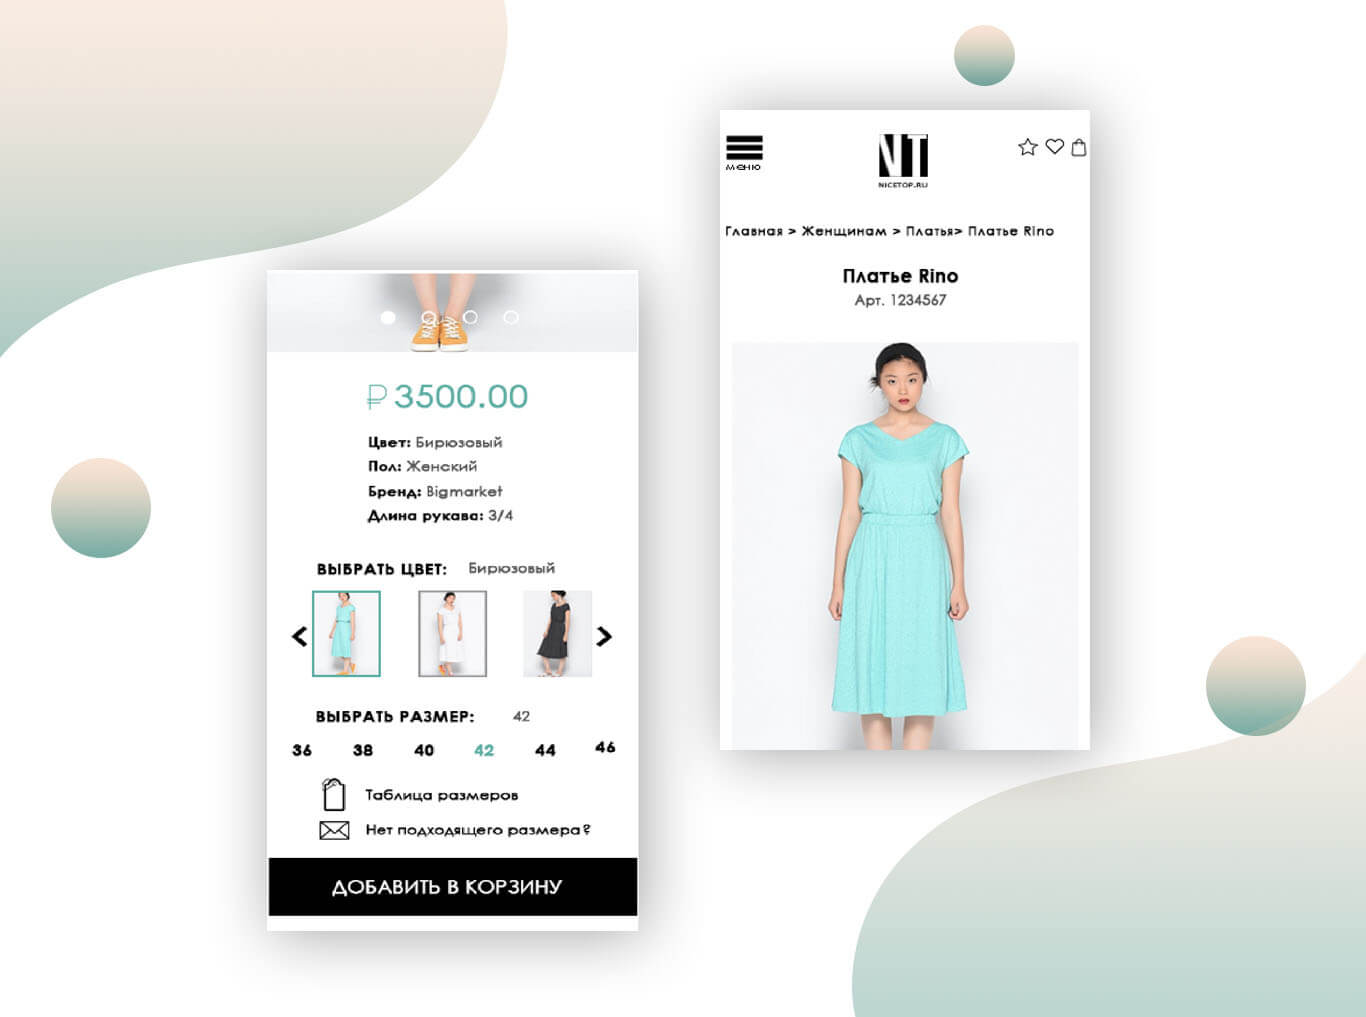 МЕНЮ
NT
NICETOP.RU
Главная > Женщинам > Платья> Платье Rino
Платье Rino
Арт. 1234567
₽ 3500.00
Цвет: Бирюзовый
Пол: Женский
Бренд: Bigmarket
Длина рукава: 3/4
ВЫБРАТЬ ЦВЕТ: Бирюзовый
ВЫБРАТЬ РАЗМЕР: 42
36 38 40 42 44 46
Таблица размеров
Нет подходящего размера?
ДОБАВИТЬ В КОРЗИНУ